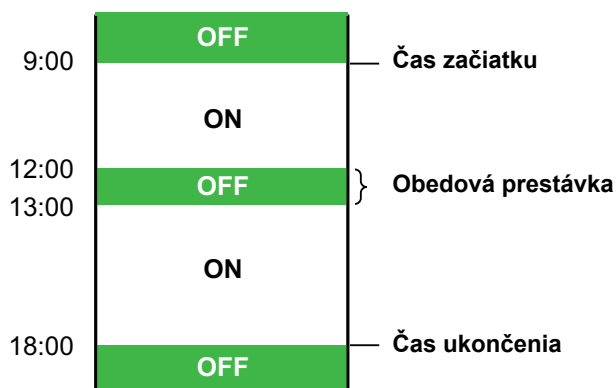 OFF
9:00 Čas začiatku
ON
12:00
OFF Obedová prestávka
13:00
ON
18:00 Čas ukončenia
OFF